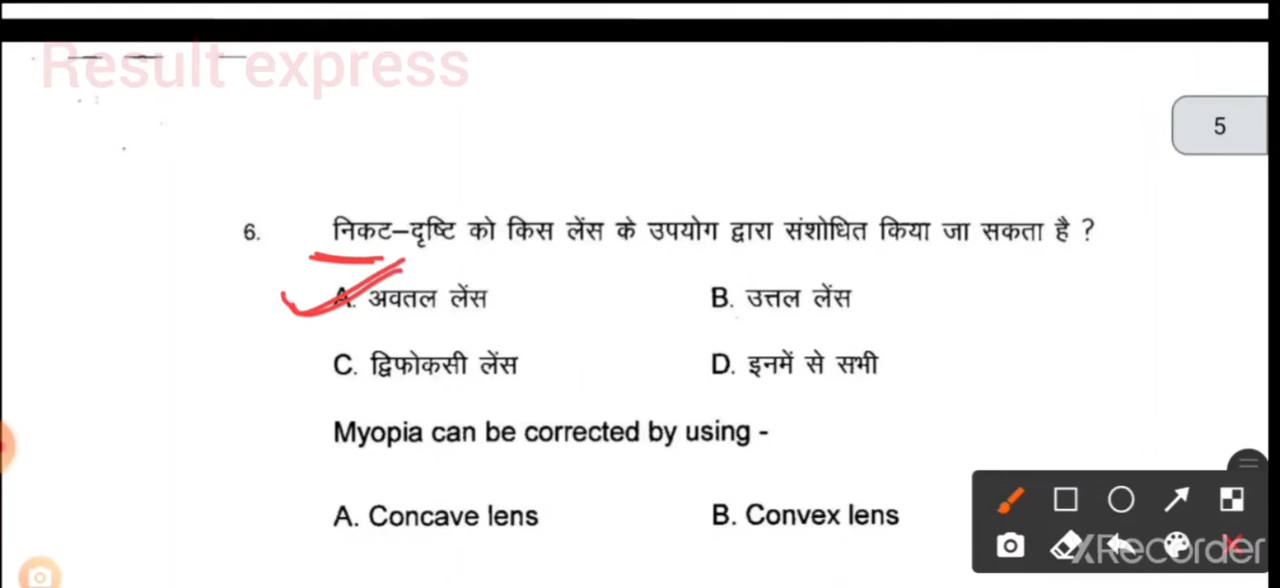 Result express
5
6. निकट–दृष्टि को किस लेंस के उपयोग द्वारा संशोधित किया जा सकता है ?
A. अवतल लेंस B. उत्तल लेंस
C. द्विफोकसी लेंस D. इनमें से सभी
Myopia can be corrected by using -
A. Concave lens B. Convex lens
XRecorder